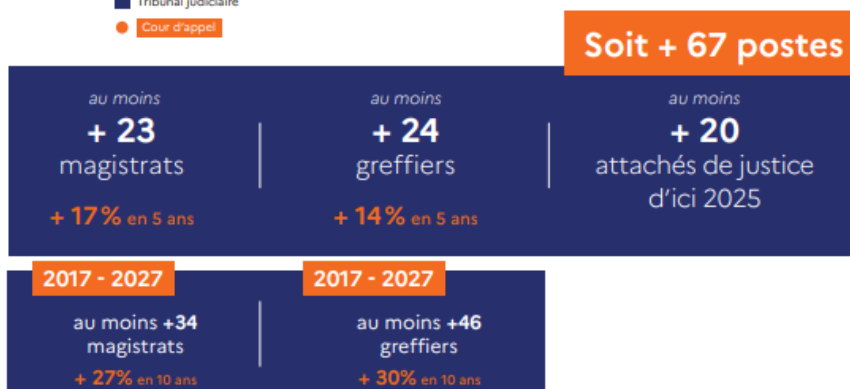 Tribunal judiciaire
Cour d'appel
Soit + 67 postes
au moins
+ 23
magistrats
+ 17% en 5 ans
au moins
+ 24
greffiers
+ 14% en 5 ans
au moins
+ 20
attachés de justice
d'ici 2025
2017 - 2027
au moins +34
magistrats
+ 27% en 10 ans
2017 - 2027
au moins +46
greffiers
+ 30% en 10 ans